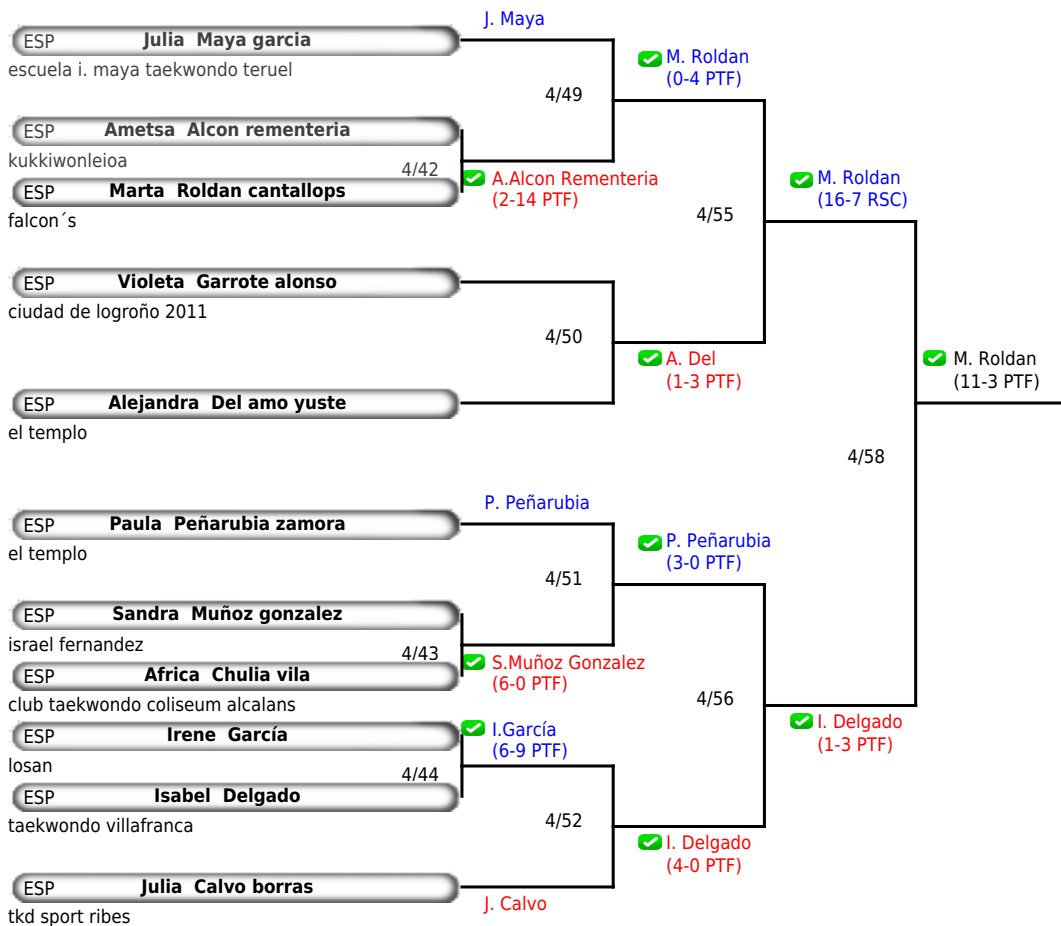 J. Maya
ESP Julia Maya garcia
escuela i. maya taekwondo teruel
M. Roldan
(0-4 PTF)
4/49
ESP Ametsa Alcon rementeria
kukkiwonleioa
4/42
A.Alcon Rementeria
(2-14 PTF)
ESP Marta Roldan cantallops
falcon´s
M. Roldan
(16-7 RSC)
4/55
ESP Violeta Garrote alonso
ciudad de logroño 2011
4/50
A. Del
(1-3 PTF)
M. Roldan
(11-3 PTF)
ESP Alejandra Del amo yuste
el templo
4/58
P. Peñarubia
ESP Paula Peñarubia zamora
el templo
P. Peñarubia
(3-0 PTF)
4/51
ESP Sandra Muñoz gonzalez
israel fernandez
4/43
S.Muñoz Gonzalez
(6-0 PTF)
ESP Africa Chulia vila
club taekwondo coliseum alcalans
4/56
I. Delgado
(1-3 PTF)
ESP Irene García
losan
I.García
(6-9 PTF)
4/44
ESP Isabel Delgado
taekwondo villafranca
4/52
I. Delgado
(4-0 PTF)
ESP Julia Calvo borras
tkd sport ribes
J. Calvo